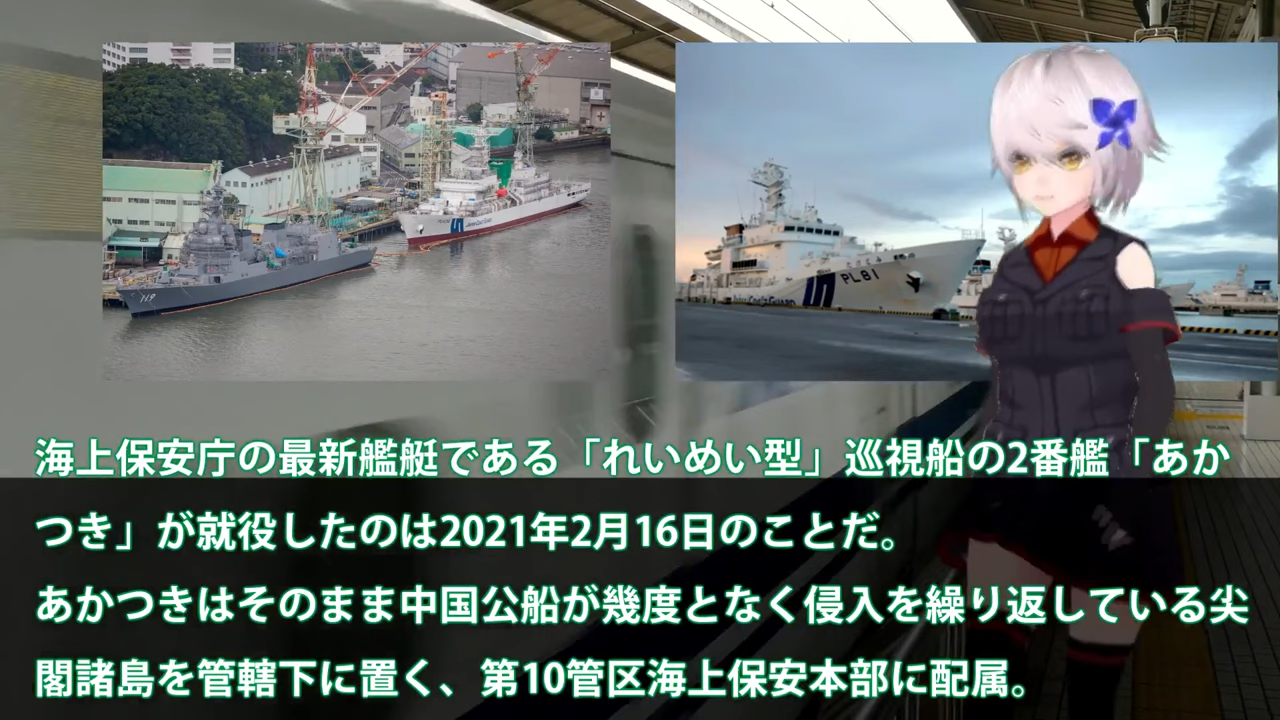 119
PL81
海上保安庁の最新艦艇である「れいめい型」巡視船の2番艦「あか
つき」が就役したのは2021年2月16日のことだ。
あかつきはそのまま中国公船が幾度となく侵入を繰り返している尖
閣諸島を管轄下に置く、第10管区海上保安本部に配属。